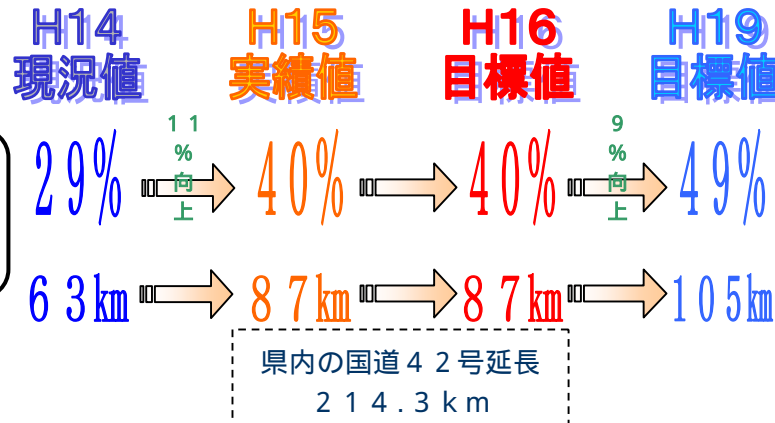 H14 H15 H16 H19
現況値 実績値 目標値 目標値
29% 11%向上 40% 40% 9%向上 49%
63km 87km 87km 105km
県内の国道42号延長
214.3km